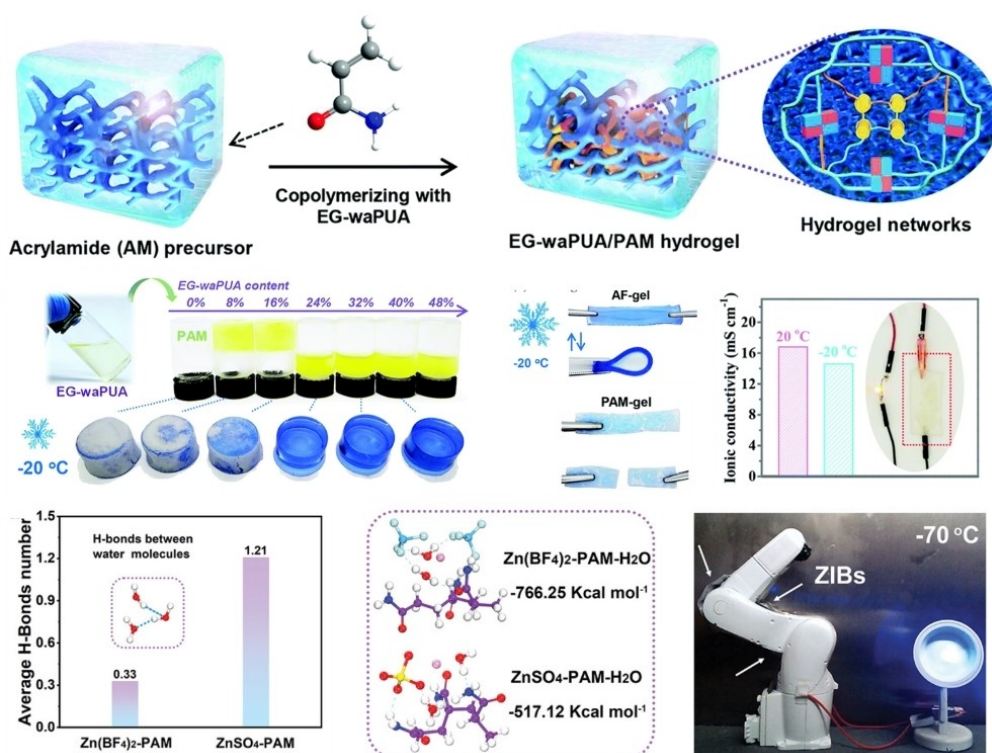 Copolymerizing with
EG-waPUA
Acrylamide (AM) precursor
EG-waPUA/PAM hydrogel
Hydrogel networks
EG-waPUA content
0% 8% 16% 24% 32% 40% 48%
PAM
EG-waPUA
-20 °C
AF-gel
-20 °C
PAM-gel
Ionic conductivity (mS cm⁻¹)
22
20
16
12
8
4
0
20 °C
-20 °C
Average H-Bonds number
1.5
1.2
0.9
0.6
0.3
0.0
H-bonds between
water molecules
0.33
1.21
Zn(BF₄)₂-PAM
ZnSO₄-PAM
Zn(BF₄)₂-PAM-H₂O
-766.25 Kcal mol⁻¹
ZnSO₄-PAM-H₂O
-517.12 Kcal mol⁻¹
-70 °C
ZIBs